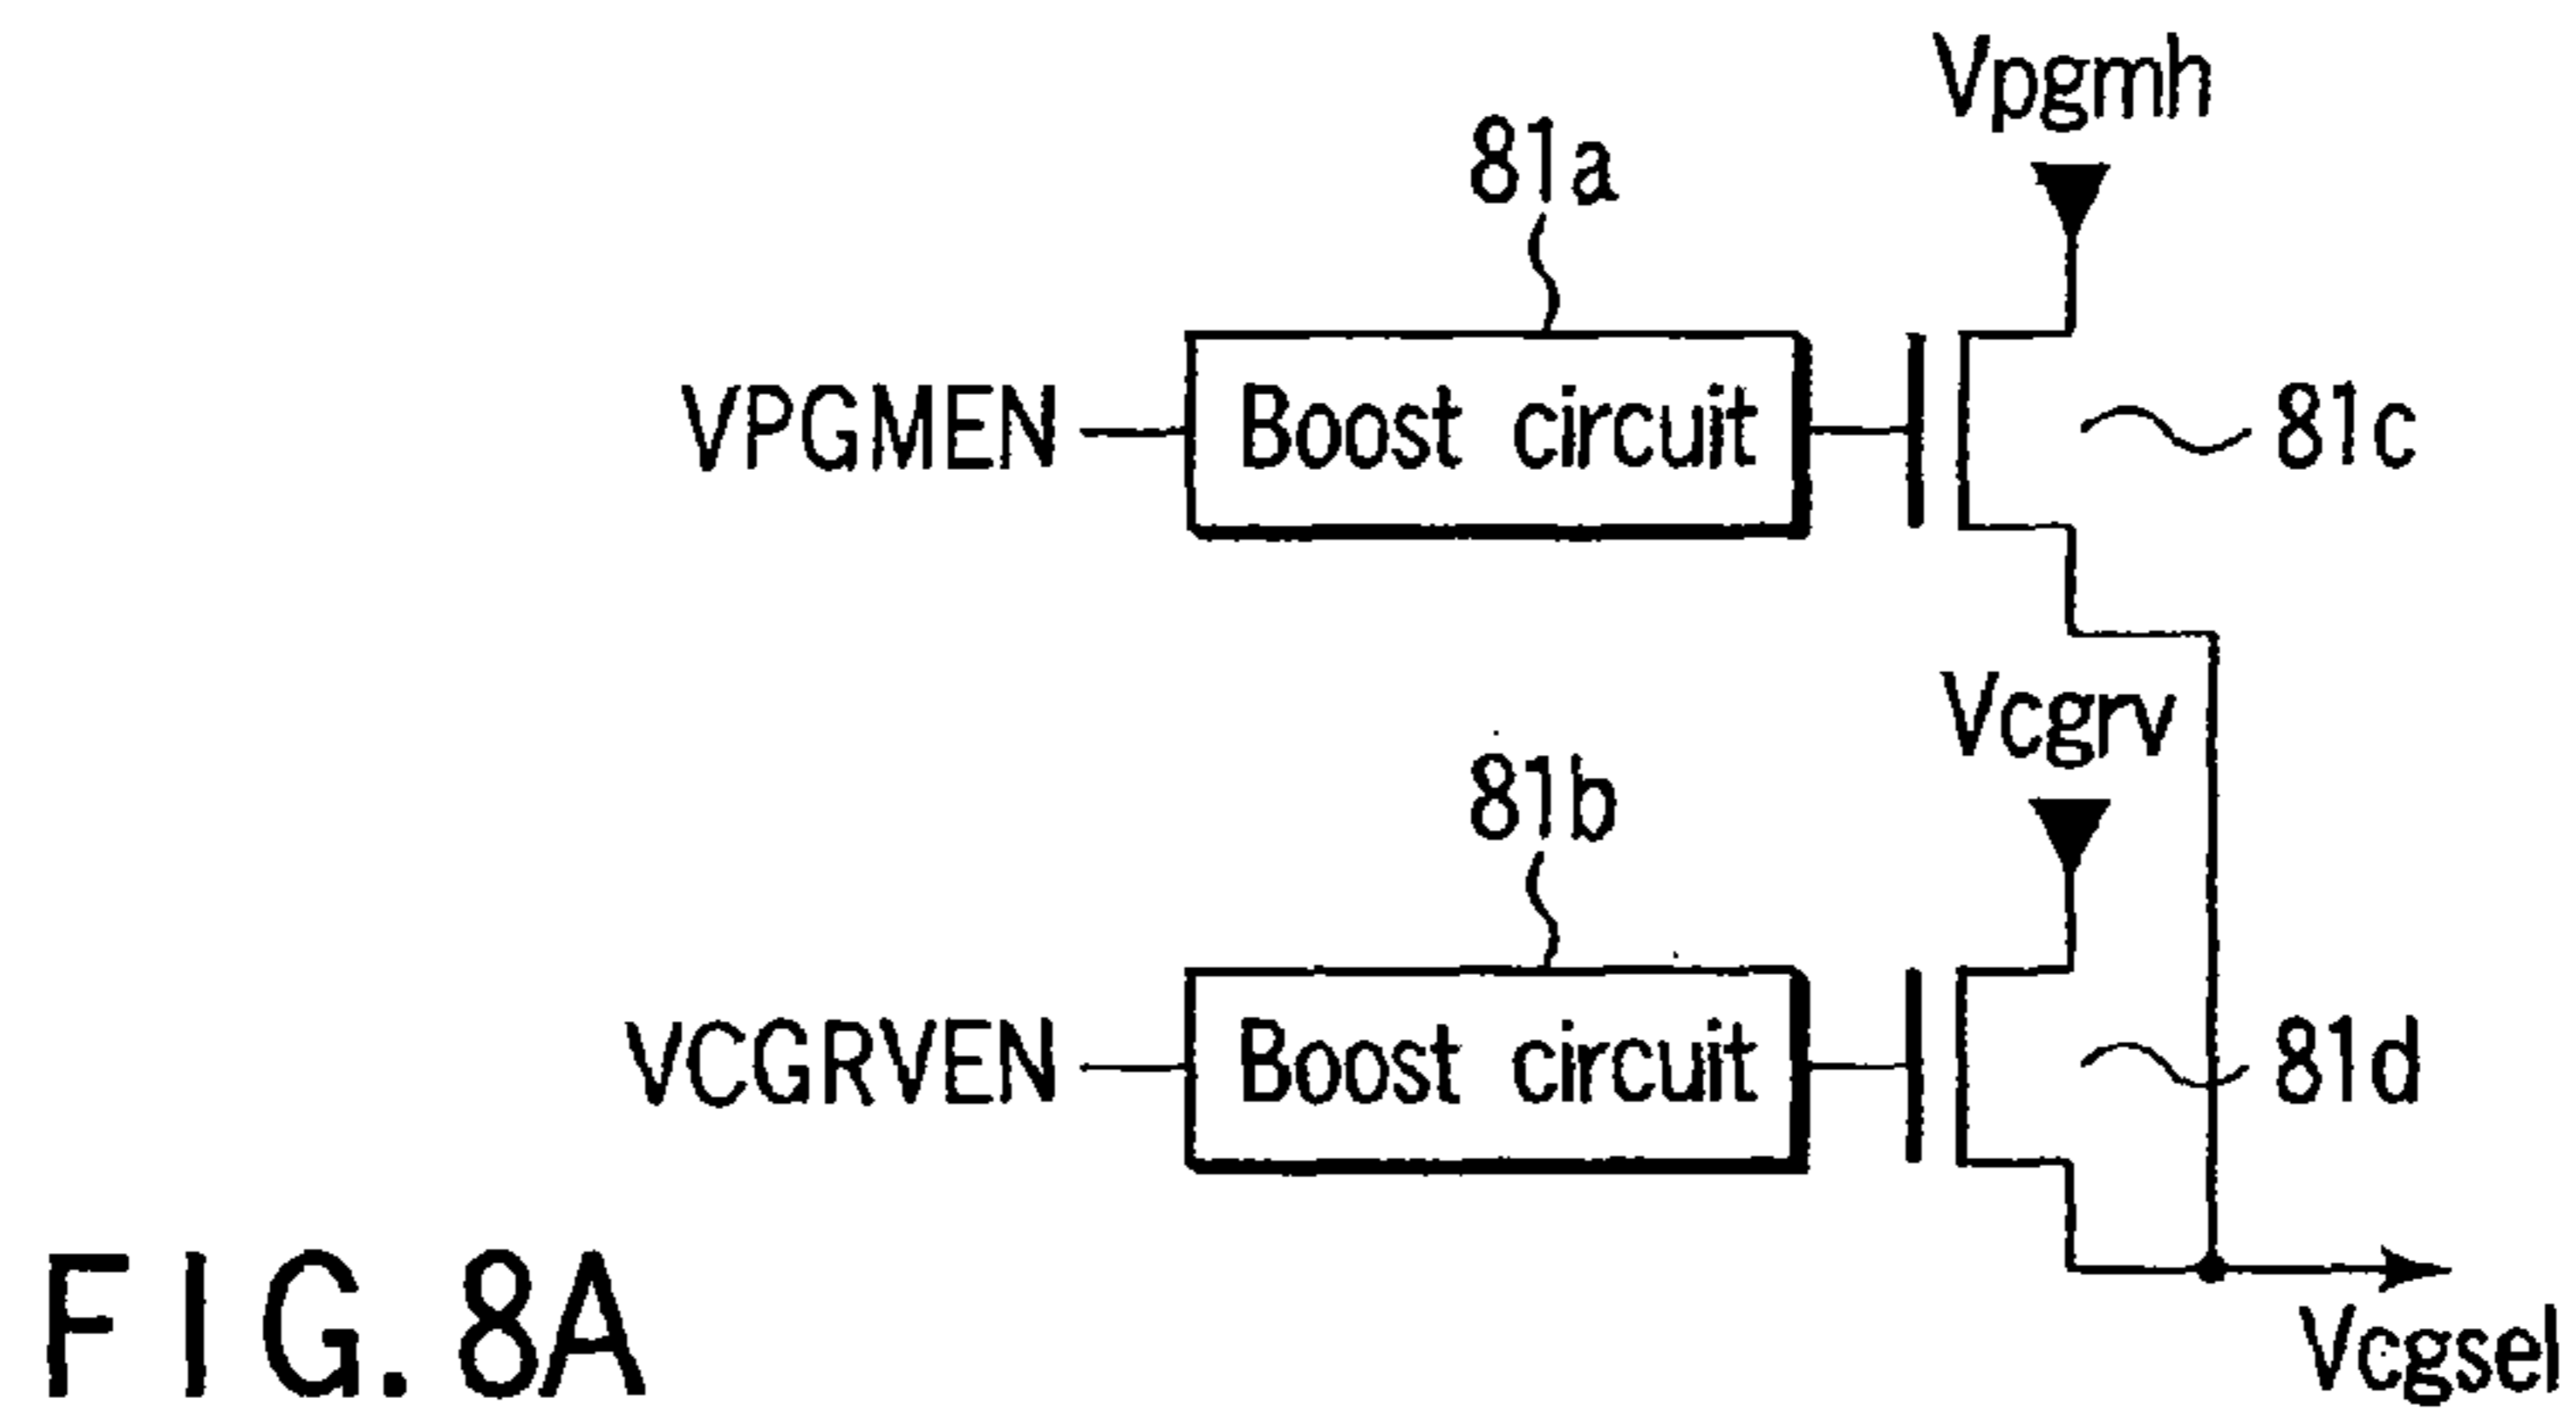 Vpgmh
81a
VPGMEN
Boost circuit
81c
Vcgrv
81b
VCGRVEN
Boost circuit
81d
Vcgsel
FIG. 8A